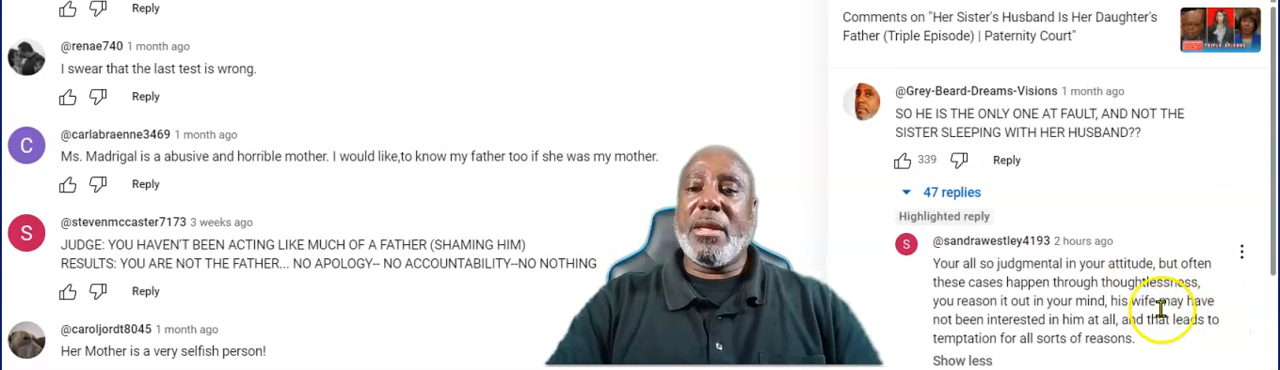 Reply
@renae740 1 month ago
I swear that the last test is wrong.
Reply
C
@carlabraenne3469 1 month ago
Ms. Madrigal is a abusive and horrible mother. I would like,to know my father too if she was my mother.
Reply
S
@stevenmccaster7173 3 weeks ago
JUDGE: YOU HAVEN'T BEEN ACTING LIKE MUCH OF A FATHER (SHAMING HIM)
RESULTS: YOU ARE NOT THE FATHER... NO APOLOGY-- NO ACCOUNTABILITY--NO NOTHING
Reply
@caroljordt8045 1 month ago
Her Mother is a very selfish person!
Comments on "Her Sister's Husband Is Her Daughter's
Father (Triple Episode) | Paternity Court"
TRIPLE EPISODE
@Grey-Beard-Dreams-Visions 1 month ago
SO HE IS THE ONLY ONE AT FAULT, AND NOT THE
SISTER SLEEPING WITH HER HUSBAND??
339 Reply
47 replies
Highlighted reply
S
@sandrawestley4193 2 hours ago
Your all so judgmental in your attitude, but often
these cases happen through thoughtlessness,
you reason it out in your mind, his wife may have
not been interested in him at all, and that leads to
temptation for all sorts of reasons.
Show less